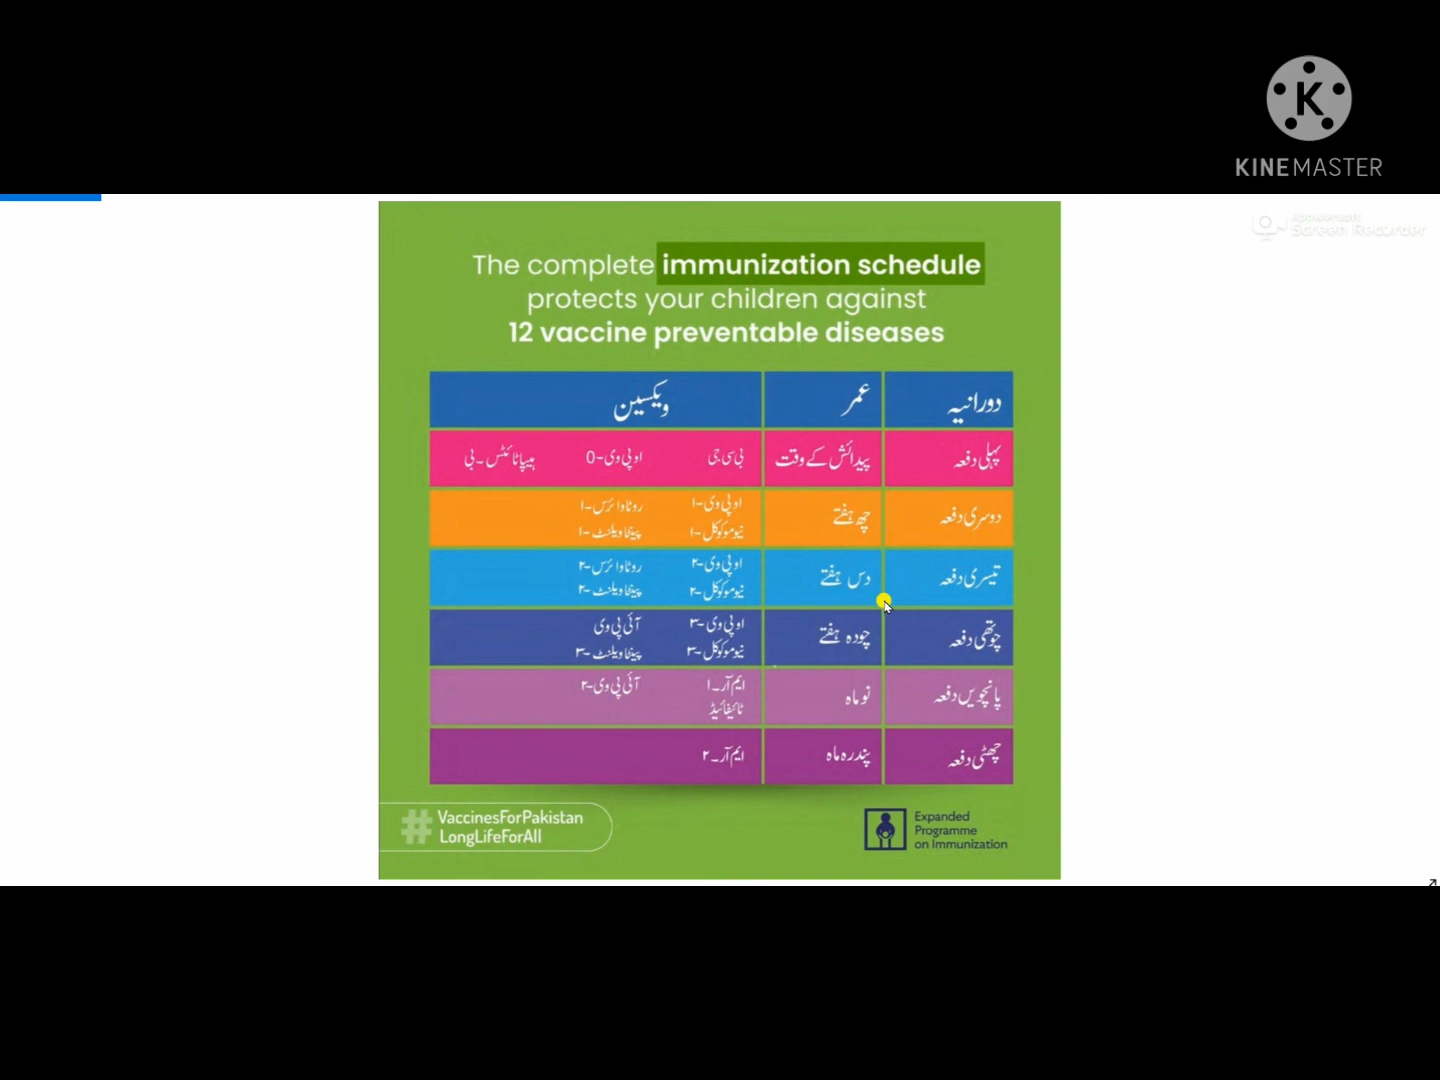 KINEMASTER
Apowersoft
Screen Recorder
The complete immunization schedule
protects your children against
12 vaccine preventable diseases
دورانیہ عمر ویکسین
پہلی دفعہ پیدائش کے وقت بی سی جی او پی وی-0 ہیپاٹائٹس-بی
دوسری دفعہ چھ ہفتے او پی وی-۱ روٹا وائرس-۱
نیوموکوکل-۱ پینٹا ویلنٹ-۱
تیسری دفعہ دس ہفتے او پی وی-۲ روٹا وائرس-۲
نیوموکوکل-۲ پینٹا ویلنٹ-۲
چوتھی دفعہ چودہ ہفتے او پی وی-۳ آئی پی وی
نیوموکوکل-۳ پینٹا ویلنٹ-۳
پانچویں دفعہ نو ماہ ایم آر-۱ آئی پی وی-۲
ٹائیفائیڈ
چھٹی دفعہ پندرہ ماہ ایم آر-۲
# VaccinesForPakistan
LongLifeForAll
Expanded
Programme
on Immunization